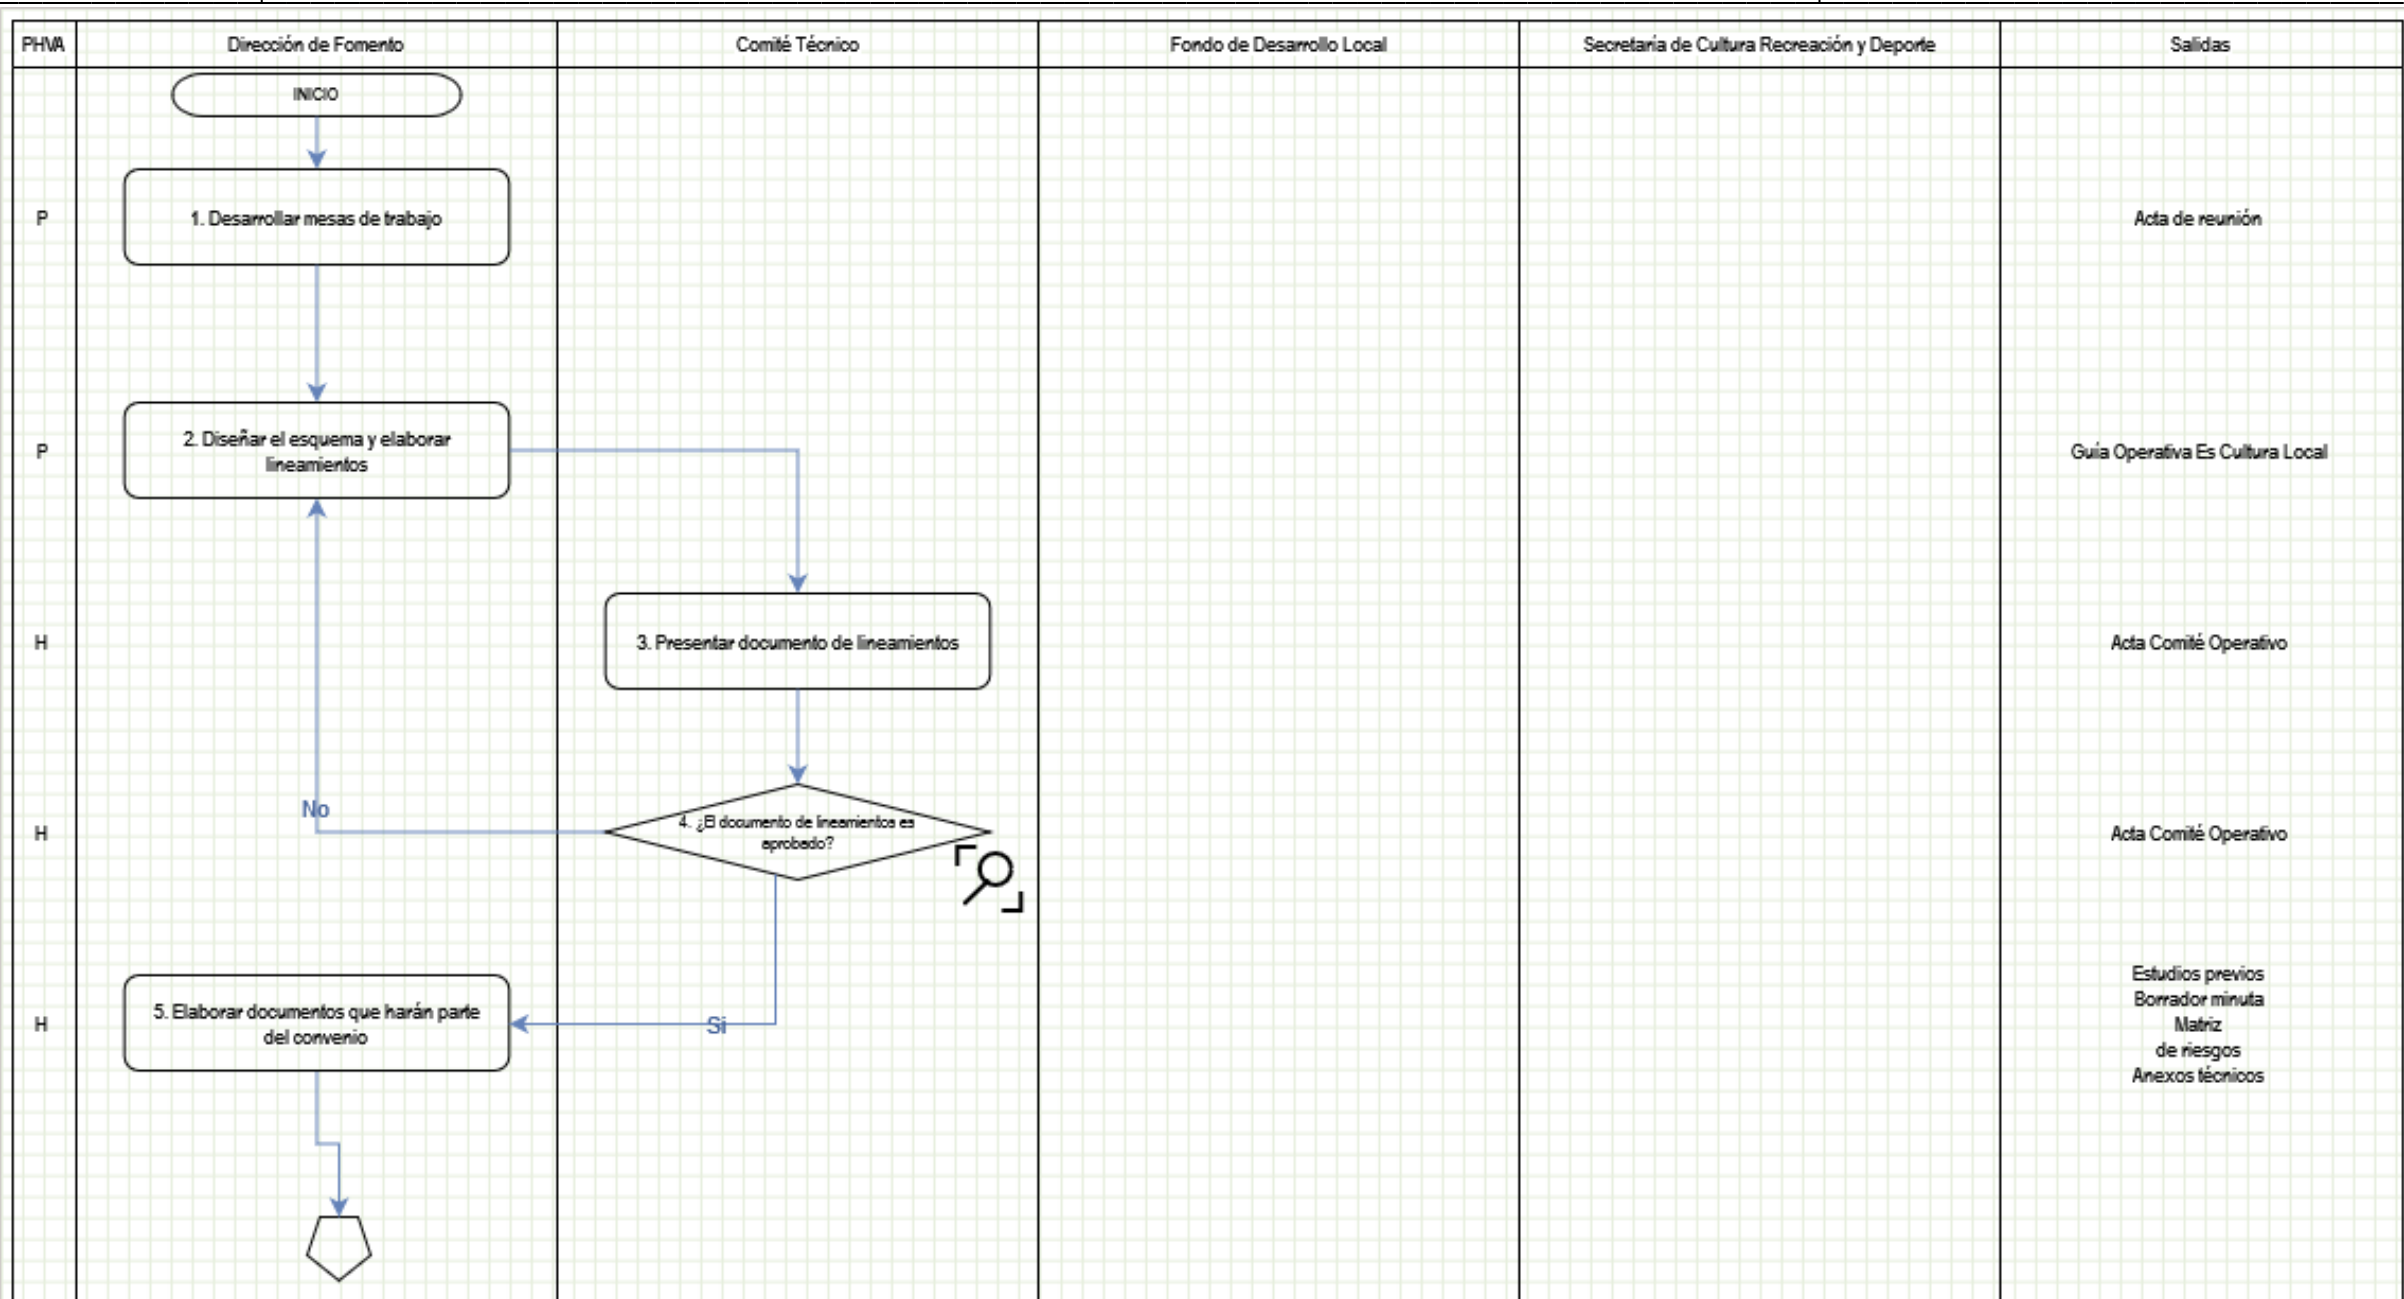 PHVA
Dirección de Fomento
Comité Técnico
Fondo de Desarrollo Local
Secretaría de Cultura Recreación y Deporte
Salidas
INICIO
P
1. Desarrollar mesas de trabajo
Acta de reunión
P
2. Diseñar el esquema y elaborar
lineamientos
Guía Operativa Es Cultura Local
H
3. Presentar documento de lineamientos
Acta Comité Operativo
No
H
4. ¿El documento de lineamientos es
aprobado?
Acta Comité Operativo
H
5. Elaborar documentos que harán parte
del convenio
Si
Estudios previos
Borrador minuta
Matriz
de riesgos
Anexos técnicos